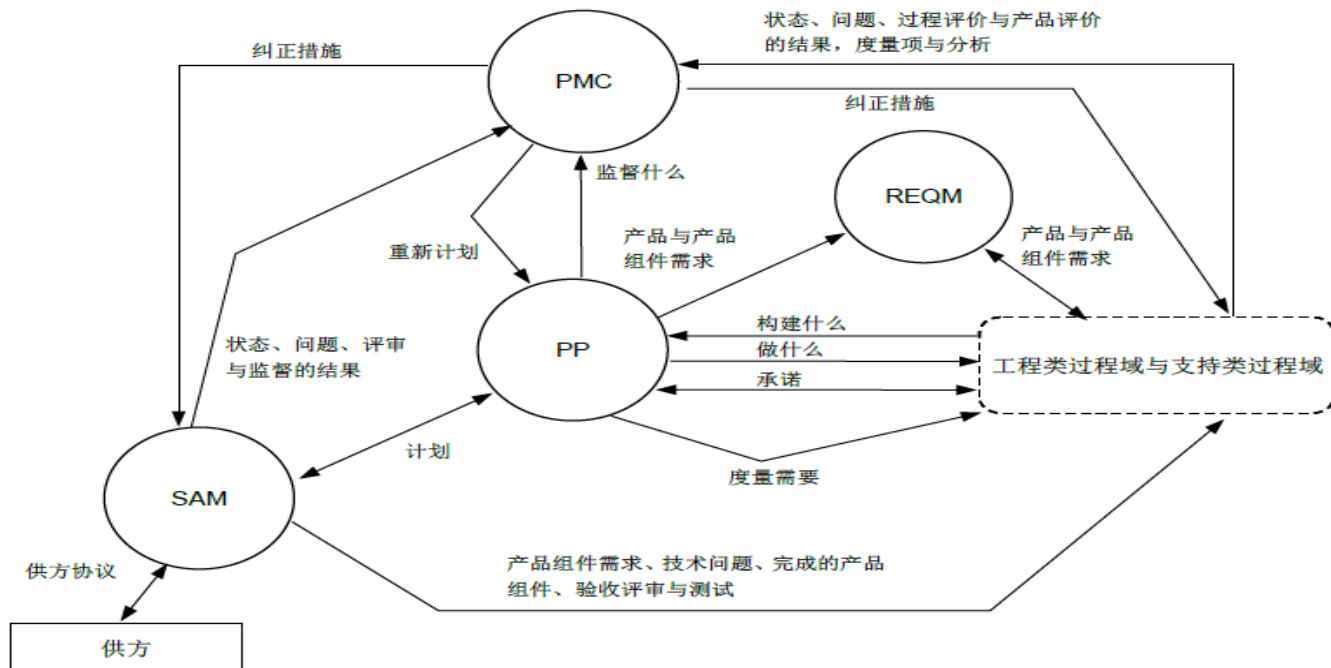 状态、问题、过程评价与产品评价
的结果，度量项与分析
纠正措施
PMC
纠正措施
监督什么
REQM
重新计划
产品与产品
组件需求
产品与产品
组件需求
构建什么
PP
做什么
状态、问题、评审
与监督的结果
承诺
工程类过程域与支持类过程域
计划
度量需要
SAM
供方协议
产品组件需求、技术问题、完成的产品
组件、验收评审与测试
供方